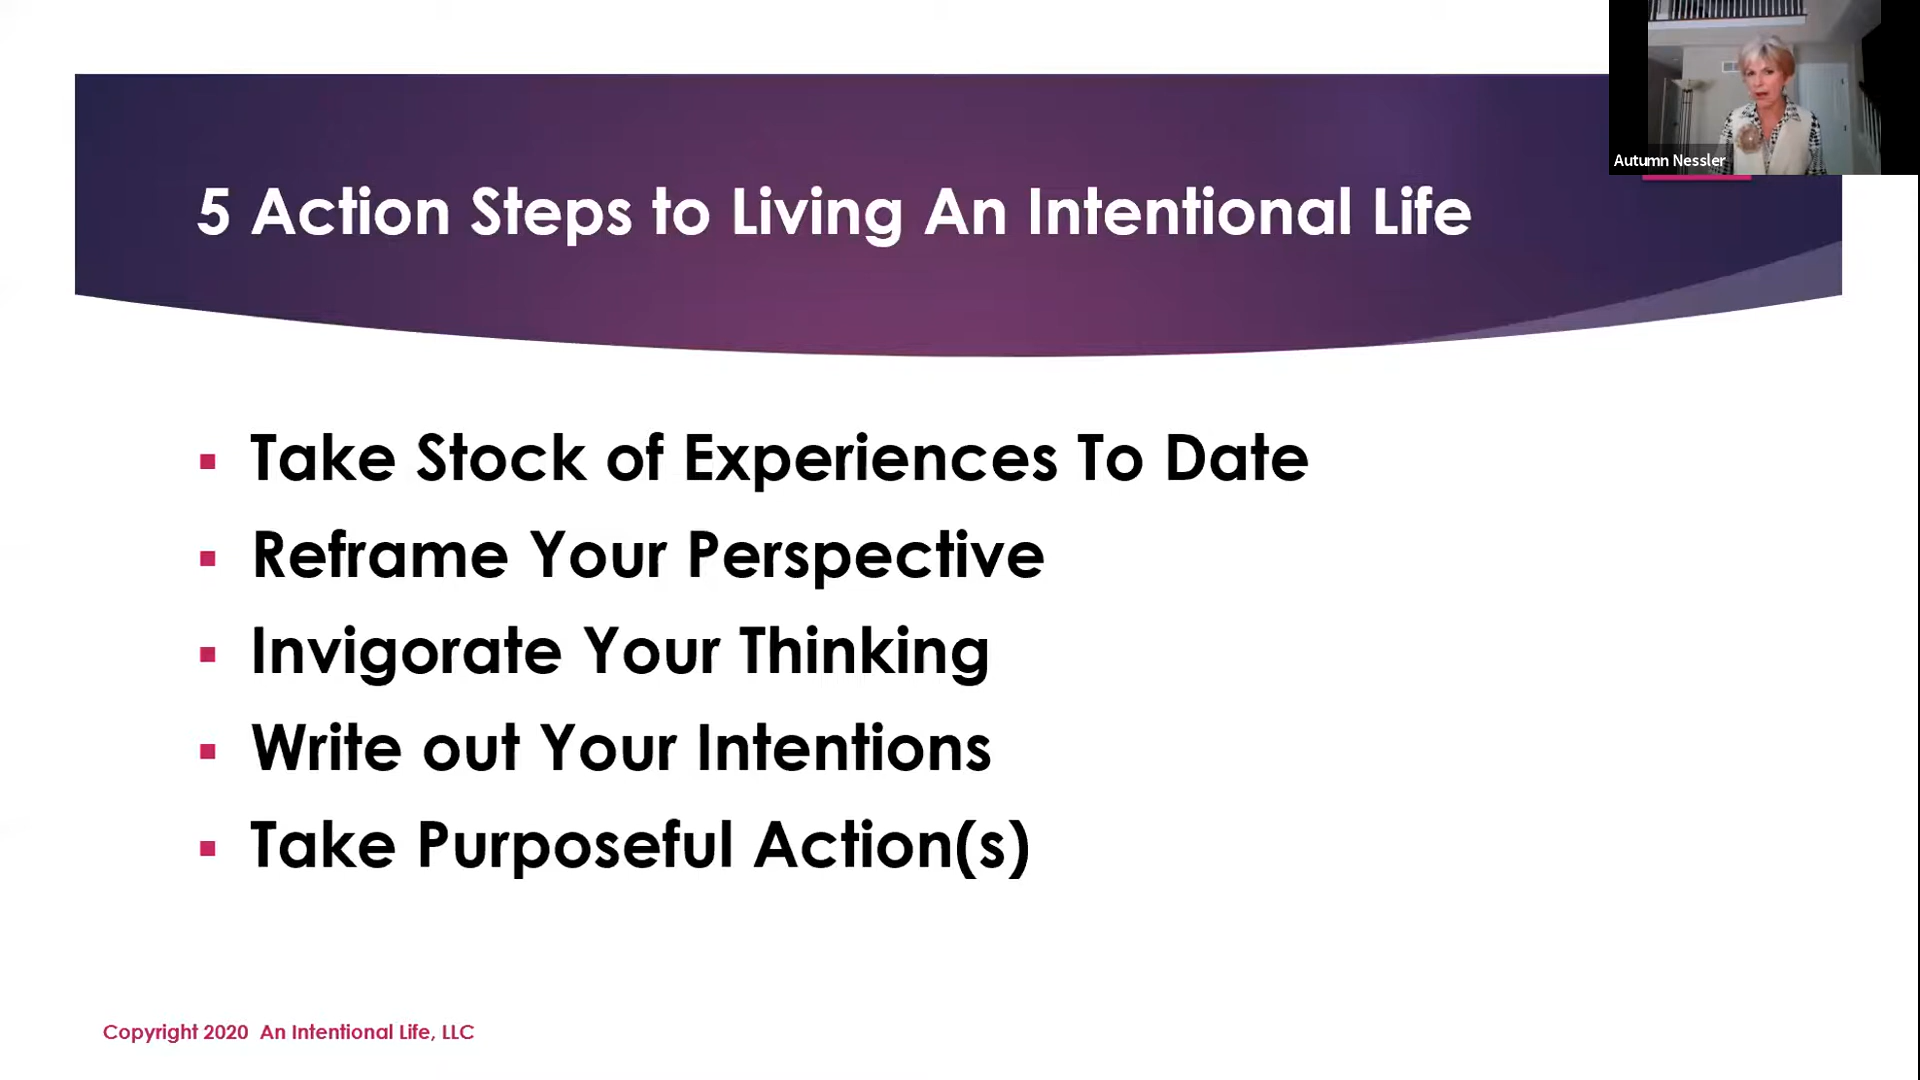 Autumn Nessler
5 Action Steps to Living An Intentional Life
▪ Take Stock of Experiences To Date
▪ Reframe Your Perspective
▪ Invigorate Your Thinking
▪ Write out Your Intentions
▪ Take Purposeful Action(s)
Copyright 2020 An Intentional Life, LLC